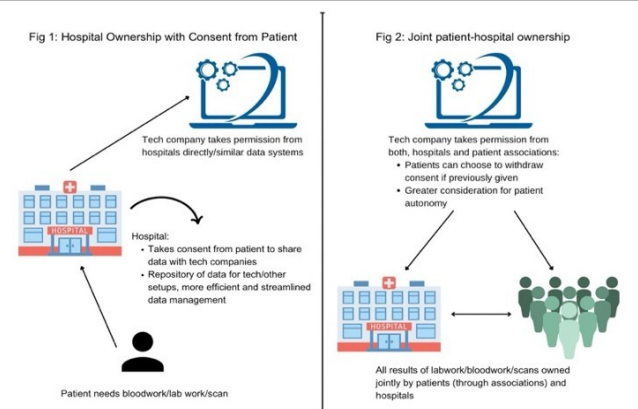 Fig 1: Hospital Ownership with Consent from Patient
Tech company takes permission from
hospitals directly/similar data systems
HOSPITAL
Hospital:
• Takes consent from patient to share
data with tech companies
• Repository of data for tech/other
setups, more efficient and streamlined
data management
Patient needs bloodwork/lab work/scan
Fig 2: Joint patient-hospital ownership
Tech company takes permission from
both, hospitals and patient associations:
• Patients can choose to withdraw
consent if previously given
• Greater consideration for patient
autonomy
HOSPITAL
All results of labwork/bloodwork/scans owned
jointly by patients (through associations) and
hospitals